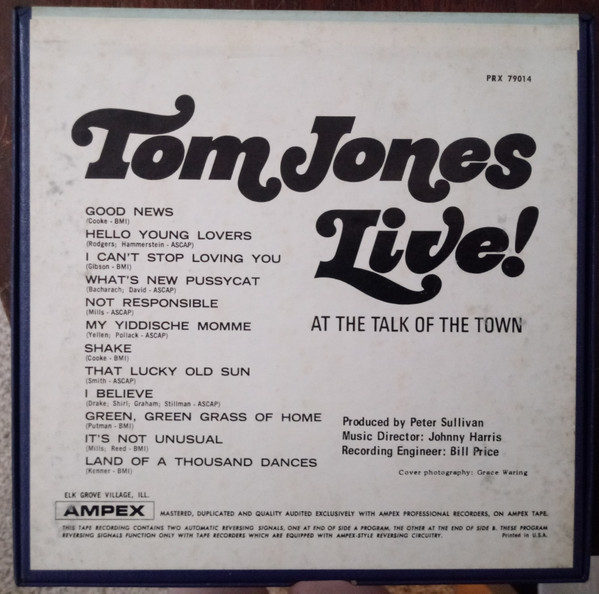 PRX 79014
Tom Jones
Live!
AT THE TALK OF THE TOWN
GOOD NEWS
(Cooke - BMI)
HELLO YOUNG LOVERS
(Rodgers; Hammerstein - ASCAP)
I CAN'T STOP LOVING YOU
(Gibson - BMI)
WHAT'S NEW PUSSYCAT
(Bacharach; David - ASCAP)
NOT RESPONSIBLE
(Mills - ASCAP)
MY YIDDISCHE MOMME
(Yellen; Pollack - ASCAP)
SHAKE
(Cooke - BMI)
THAT LUCKY OLD SUN
(Smith - ASCAP)
I BELIEVE
(Drake; Shirl; Graham; Stillman - ASCAP)
GREEN, GREEN GRASS OF HOME
(Putman - BMI)
IT'S NOT UNUSUAL
(Mills; Reed - BMI)
LAND OF A THOUSAND DANCES
(Kenner - BMI)
Produced by Peter Sullivan
Music Director: Johnny Harris
Recording Engineer: Bill Price
Cover photography: Grace Waring
ELK GROVE VILLAGE, ILL.
AMPEX MASTERED, DUPLICATED AND QUALITY AUDITED EXCLUSIVELY WITH AMPEX PROFESSIONAL RECORDERS, ON AMPEX TAPE.
THIS TAPE RECORDING CONTAINS TWO AUTOMATIC REVERSING SIGNALS, ONE AT END OF SIDE A PROGRAM, THE OTHER AT THE END OF SIDE B. THESE PROGRAM
REVERSING SIGNALS FUNCTION ONLY WITH TAPE RECORDERS WHICH ARE EQUIPPED WITH AMPEX-STYLE REVERSING CIRCUITRY. Printed in U.S.A.